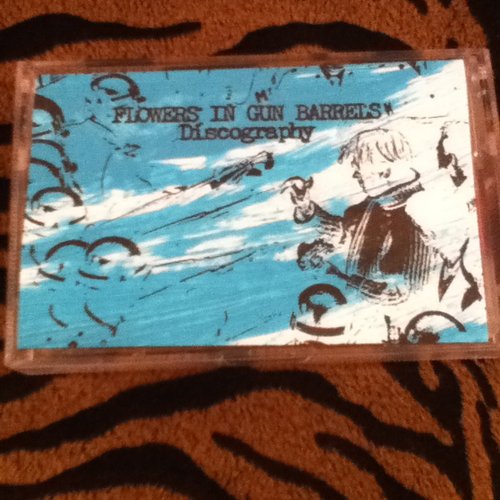 FLOWERS IN GUN BARRELS
Discography